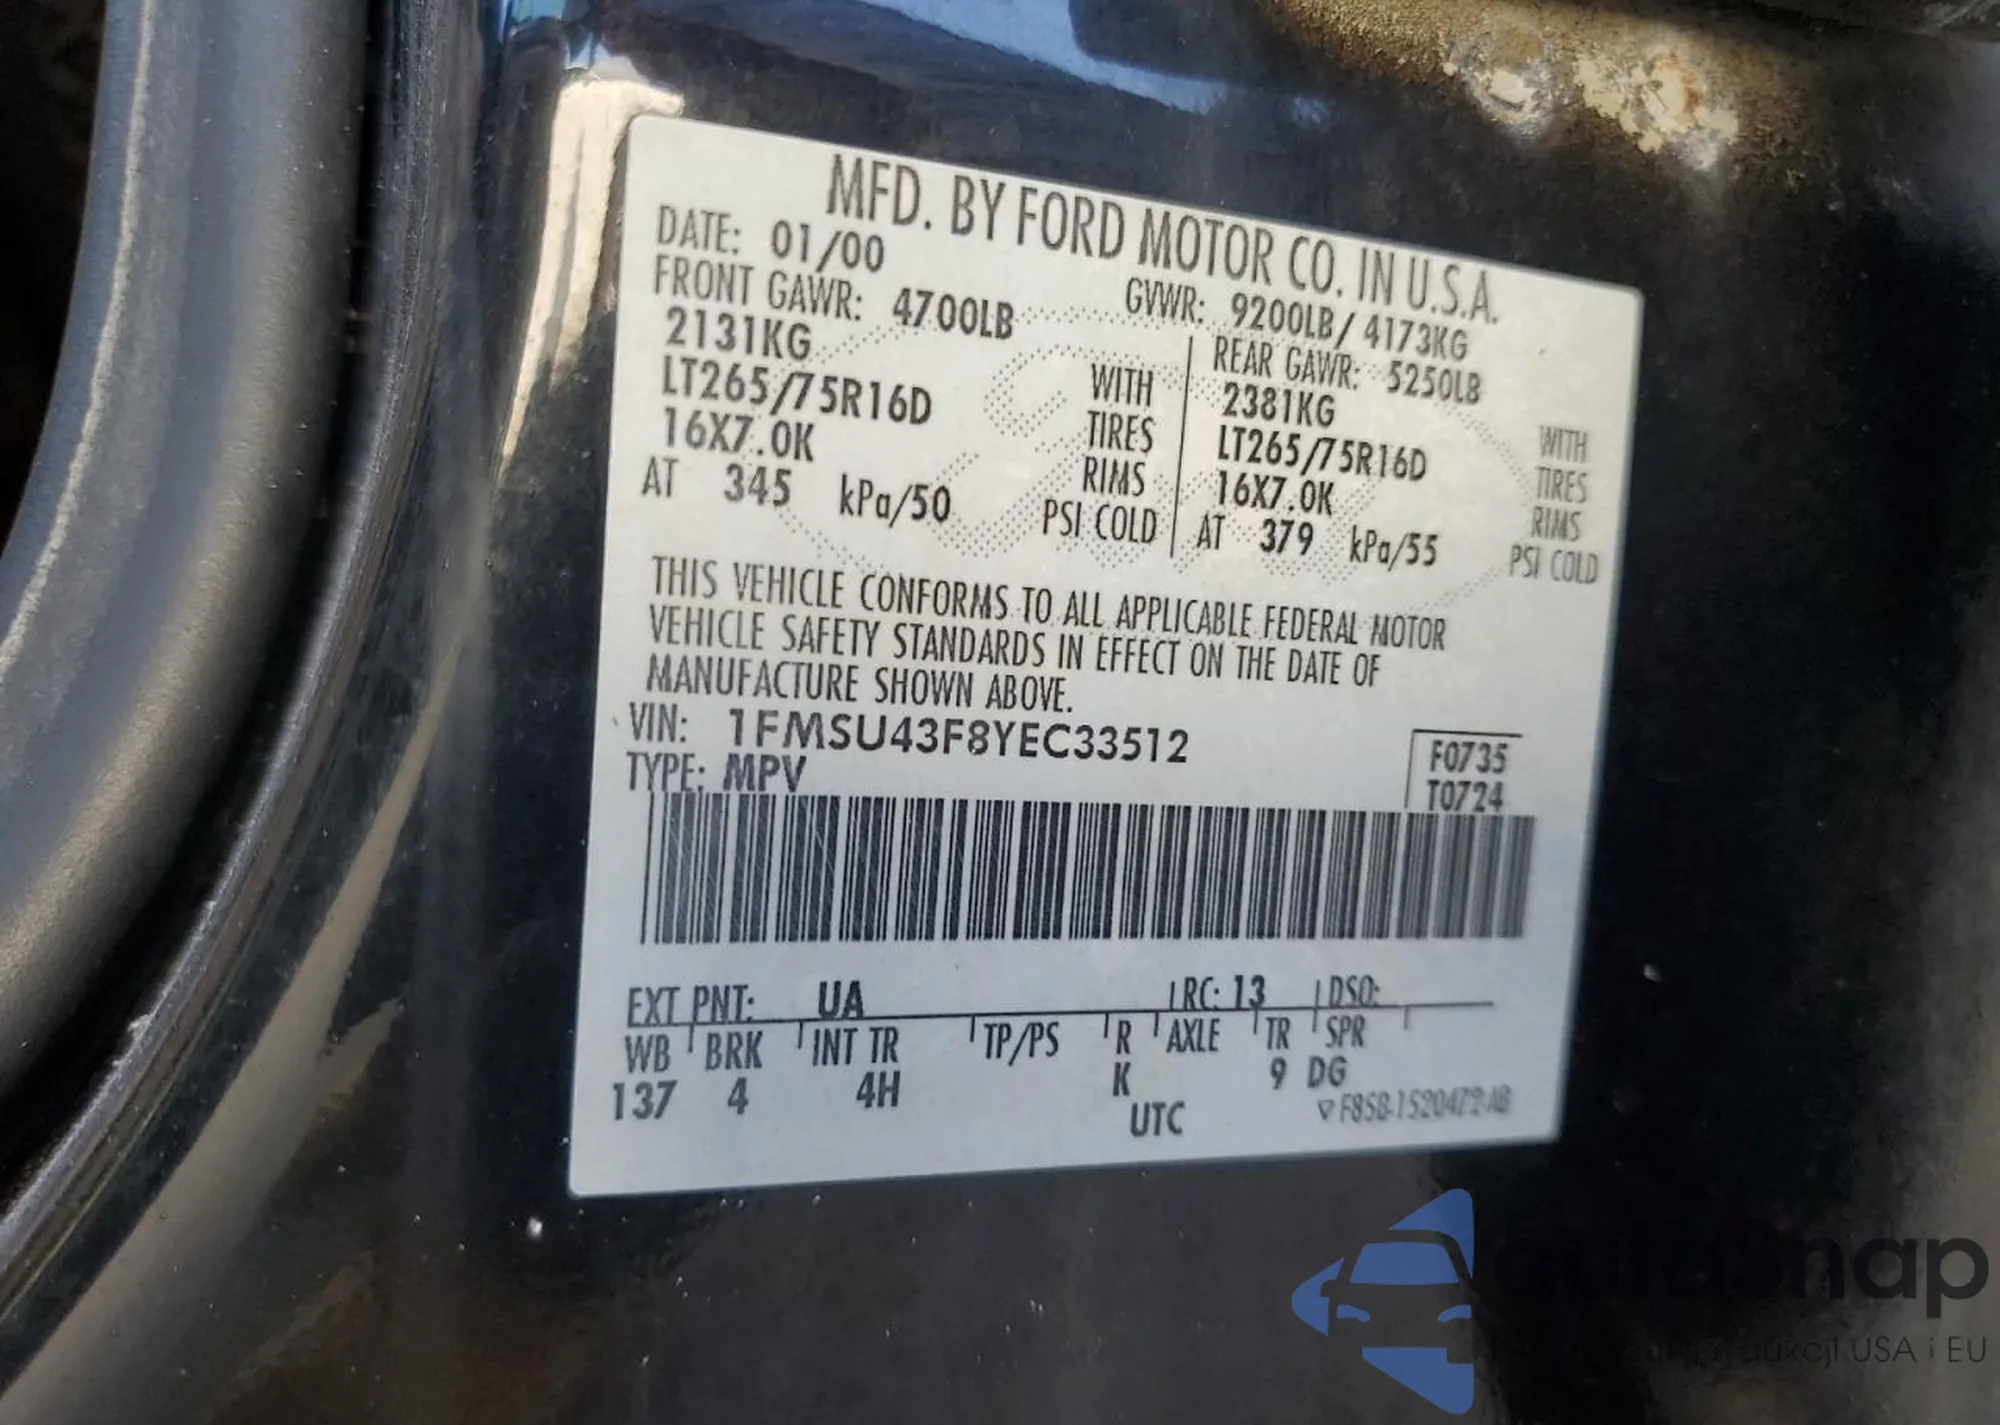 MFD. BY FORD MOTOR CO. IN U.S.A.
DATE: 01/00 GVWR: 9200LB/ 4173KG
FRONT GAWR: 4700LB REAR GAWR: 5250LB
2131KG WITH 2381KG WITH
LT265/75R16D TIRES LT265/75R16D TIRES
16X7.0K RIMS 16X7.0K RIMS
AT 345 kPa/50 PSI COLD AT 379 kPa/55 PSI COLD
THIS VEHICLE CONFORMS TO ALL APPLICABLE FEDERAL MOTOR
VEHICLE SAFETY STANDARDS IN EFFECT ON THE DATE OF
MANUFACTURE SHOWN ABOVE.
VIN: 1FMSU43F8YEC33512 F0735
TYPE: MPV T0724
EXT PNT: UA RC: 13 DSO:
WB BRK INT TR TP/PS R AXLE TR SPR
137 4 4H K 9 DG
UTC F8SB-1520472-AB
autoSnap
aukcji USA i EU